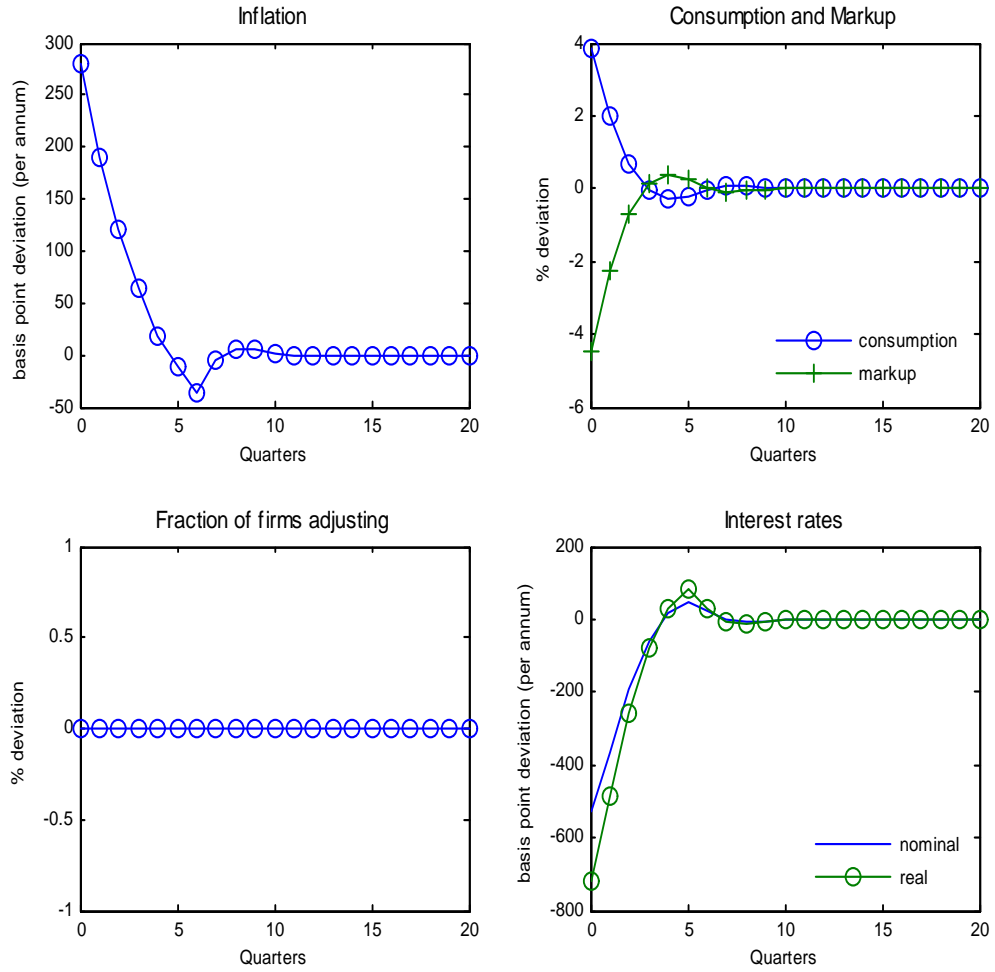 Inflation
300
250
200
150
100
50
0
-50
0 5 10 15 20
basis point deviation (per annum)
Quarters
Consumption and Markup
4
2
0
-2
-4
-6
0 5 10 15 20
% deviation
Quarters
consumption
markup
Fraction of firms adjusting
1
0.5
0
-0.5
-1
0 5 10 15 20
% deviation
Quarters
Interest rates
200
0
-200
-400
-600
-800
0 5 10 15 20
basis point deviation (per annum)
Quarters
nominal
real